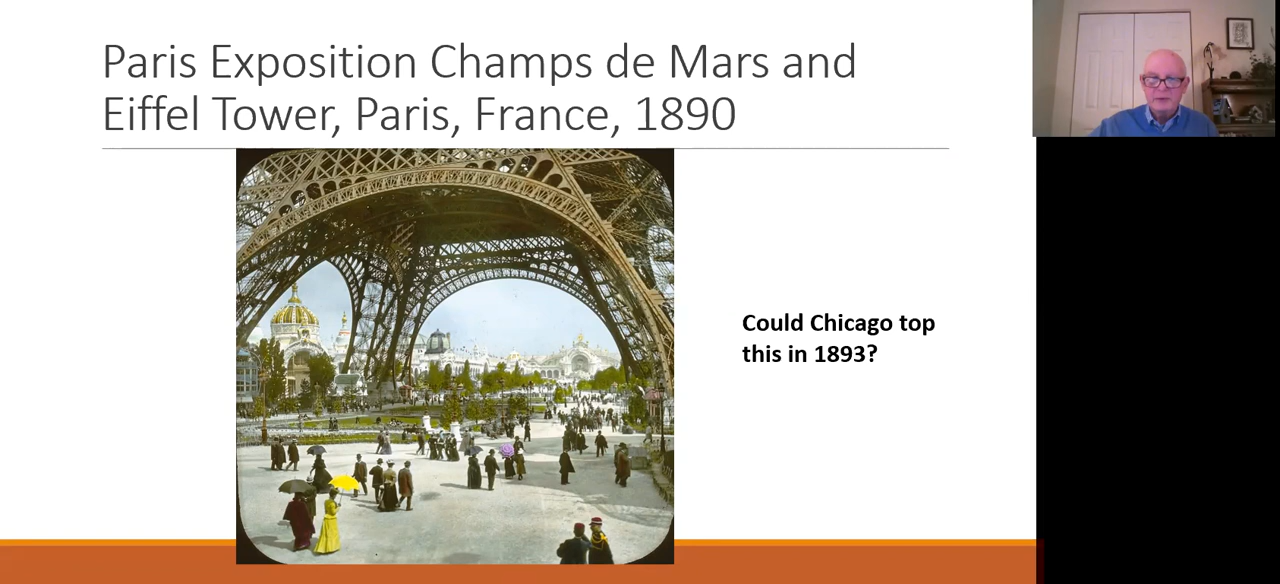 Paris Exposition Champs de Mars and
Eiffel Tower, Paris, France, 1890
Could Chicago top
this in 1893?